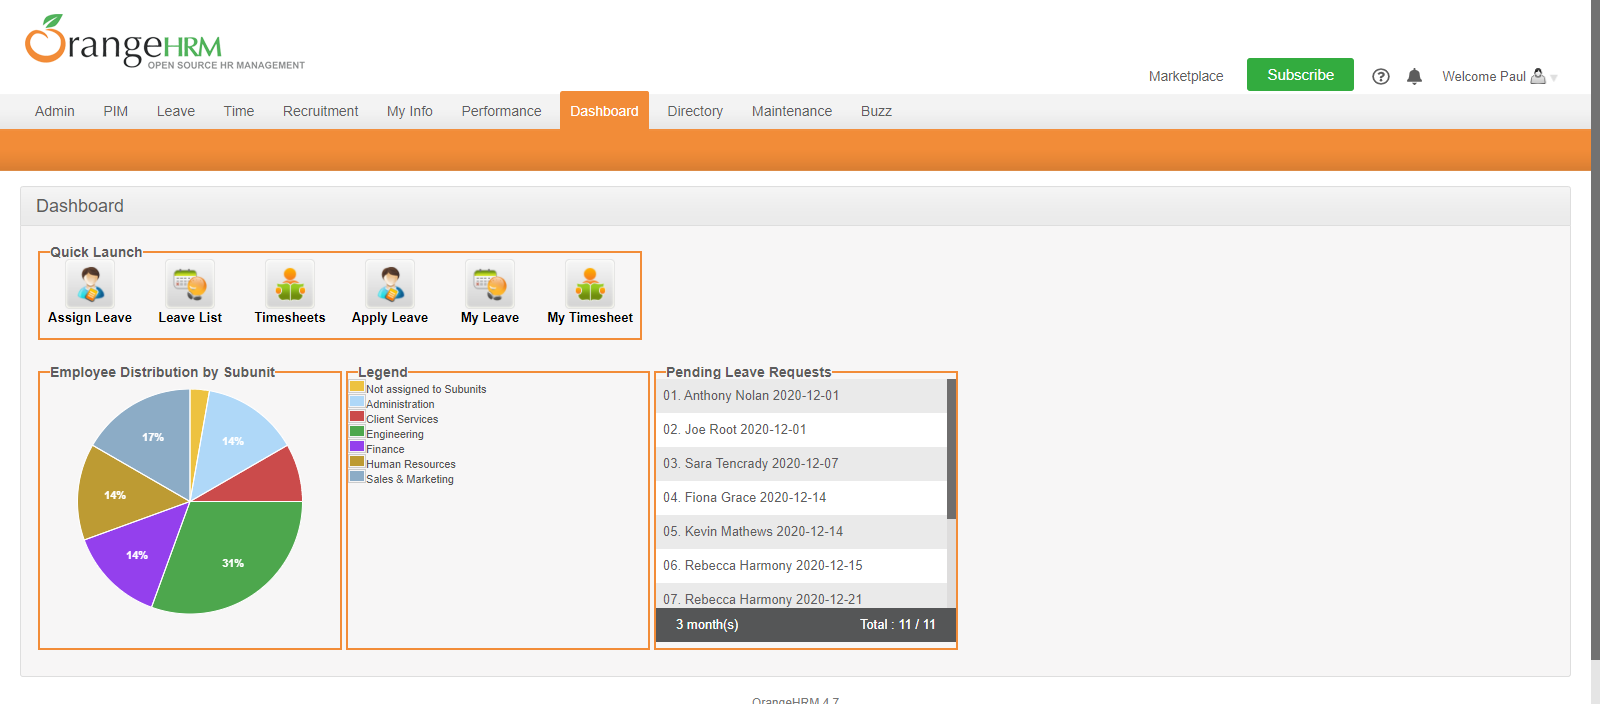 OrangeHRM
OPEN SOURCE HR MANAGEMENT
Marketplace Subscribe ? Welcome Paul
Admin PIM Leave Time Recruitment My Info Performance Dashboard Directory Maintenance Buzz
Dashboard
Quick Launch
Assign Leave Leave List Timesheets Apply Leave My Leave My Timesheet
Employee Distribution by Subunit
17%
14%
14%
14%
31%
Legend
Not assigned to Subunits
Administration
Client Services
Engineering
Finance
Human Resources
Sales & Marketing
Pending Leave Requests
01. Anthony Nolan 2020-12-01
02. Joe Root 2020-12-01
03. Sara Tencrady 2020-12-07
04. Fiona Grace 2020-12-14
05. Kevin Mathews 2020-12-14
06. Rebecca Harmony 2020-12-15
07. Rebecca Harmony 2020-12-21
3 month(s) Total : 11 / 11
OrangeHRM 4.7